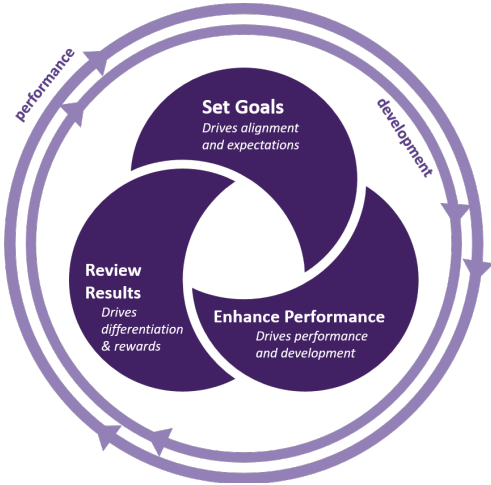 performance
development
Set Goals
Drives alignment
and expectations
Review
Results
Drives
differentiation
& rewards
Enhance Performance
Drives performance
and development